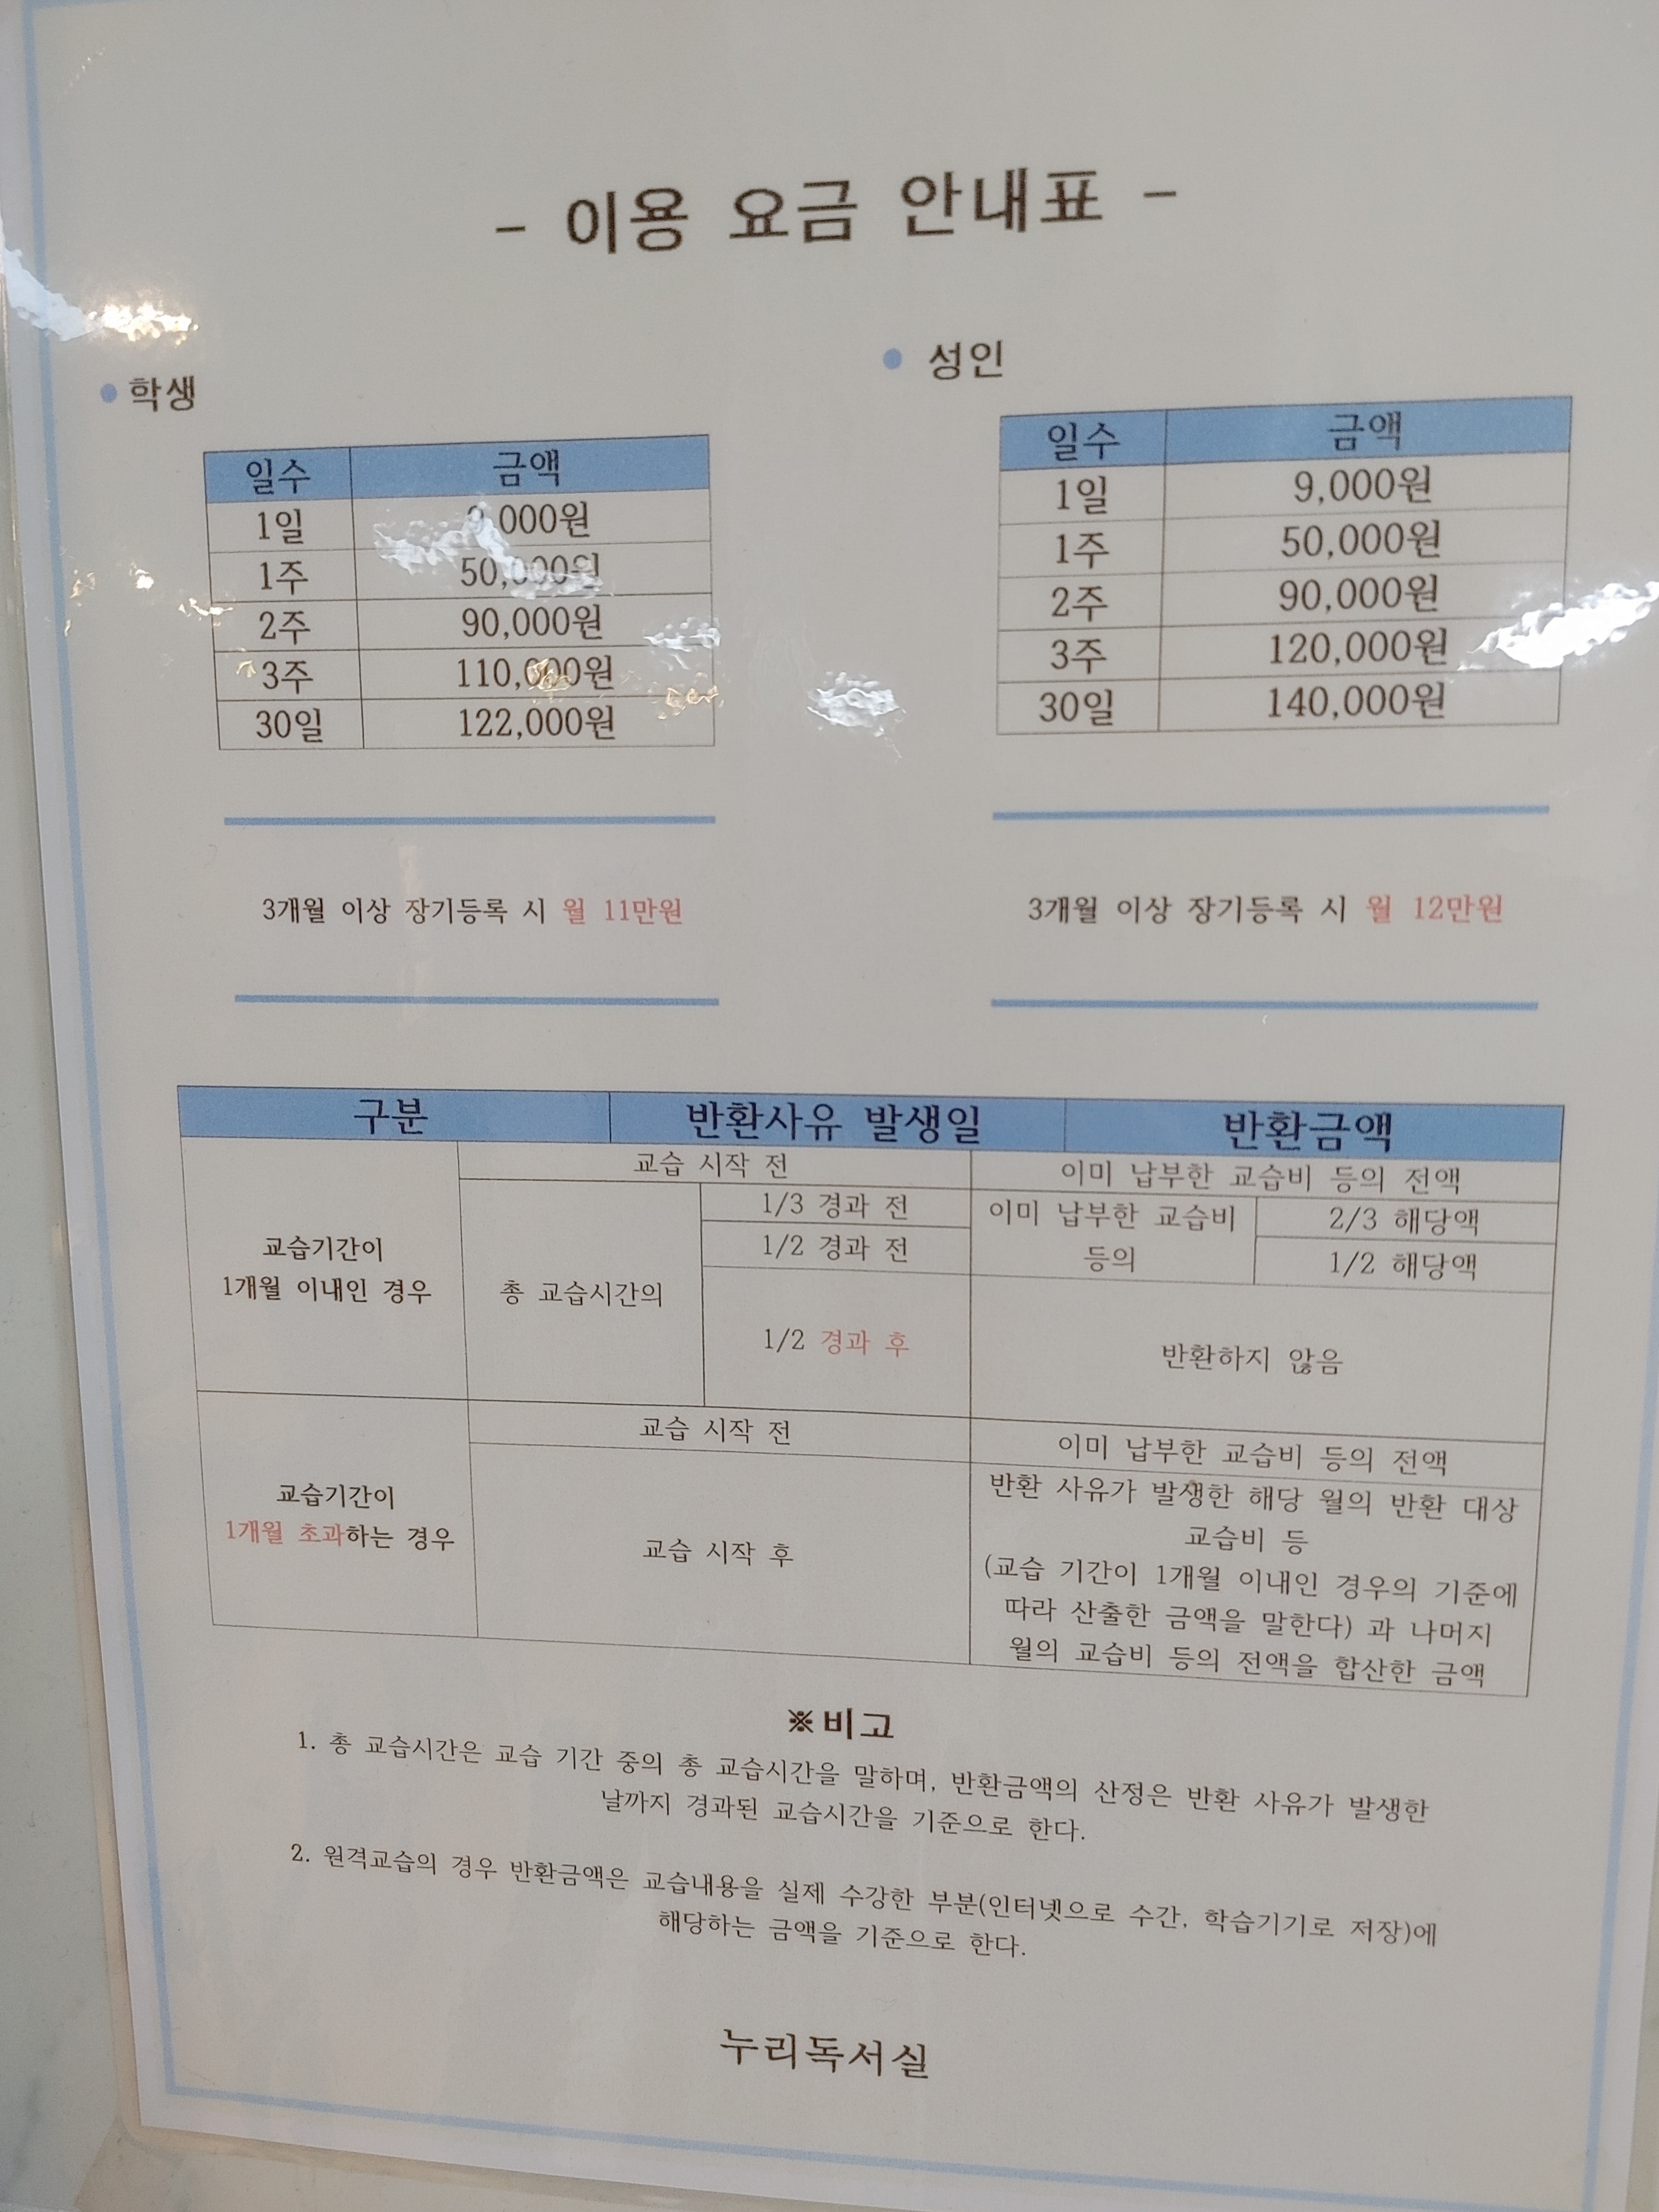 - 이용 요금 안내표 -
학생
일수 금액
1일 9,000원
1주 50,000원
2주 90,000원
3주 110,000원
30일 122,000원
3개월 이상 장기등록 시 월 11만원
성인
일수 금액
1일 9,000원
1주 50,000원
2주 90,000원
3주 120,000원
30일 140,000원
3개월 이상 장기등록 시 월 12만원
구분 반환사유 발생일 반환금액
교습기간이
1개월 이내인 경우
교습 시작 전 이미 납부한 교습비 등의 전액
총 교습시간의
1/3 경과 전
1/2 경과 전
이미 납부한 교습비
등의
2/3 해당액
1/2 해당액
1/2 경과 후 반환하지 않음
교습기간이
1개월 초과하는 경우
교습 시작 전 이미 납부한 교습비 등의 전액
교습 시작 후
반환 사유가 발생한 해당 월의 반환 대상
교습비 등
(교습 기간이 1개월 이내인 경우의 기준에
따라 산출한 금액을 말한다) 과 나머지
월의 교습비 등의 전액을 합산한 금액
※비고
1. 총 교습시간은 교습 기간 중의 총 교습시간을 말하며, 반환금액의 산정은 반환 사유가 발생한
날까지 경과된 교습시간을 기준으로 한다.
2. 원격교습의 경우 반환금액은 교습내용을 실제 수강한 부분(인터넷으로 수간, 학습기기로 저장)에
해당하는 금액을 기준으로 한다.
누리독서실